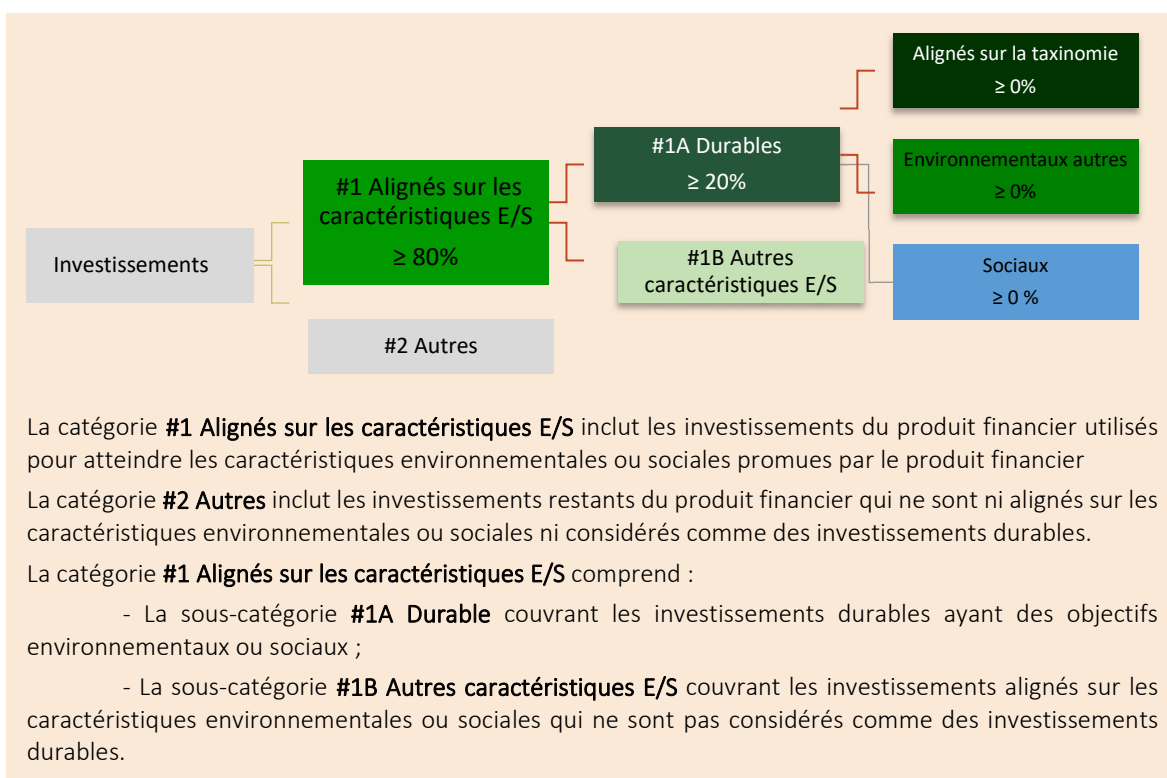 Alignés sur la taxinomie
≥ 0%
#1A Durables
≥ 20%
Environnementaux autres
≥ 0%
#1 Alignés sur les
caractéristiques E/S
≥ 80%
Investissements
#1B Autres
caractéristiques E/S
Sociaux
≥ 0 %
#2 Autres
La catégorie #1 Alignés sur les caractéristiques E/S inclut les investissements du produit financier utilisés
pour atteindre les caractéristiques environnementales ou sociales promues par le produit financier
La catégorie #2 Autres inclut les investissements restants du produit financier qui ne sont ni alignés sur les
caractéristiques environnementales ou sociales ni considérés comme des investissements durables.
La catégorie #1 Alignés sur les caractéristiques E/S comprend :
- La sous-catégorie #1A Durable couvrant les investissements durables ayant des objectifs
environnementaux ou sociaux ;
- La sous-catégorie #1B Autres caractéristiques E/S couvrant les investissements alignés sur les
caractéristiques environnementales ou sociales qui ne sont pas considérés comme des investissements
durables.